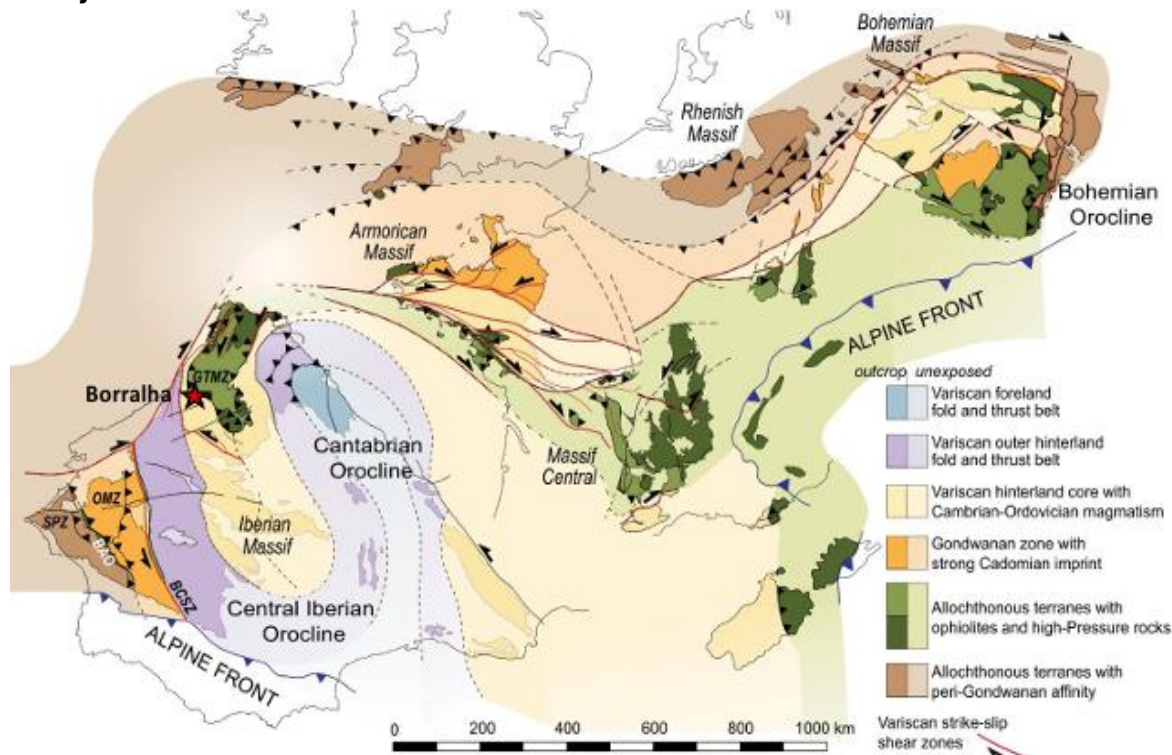 Bohemian
Massif
Rhenish
Massif
Bohemian
Orocline
Armorican
Massif
ALPINE FRONT
GTMZ
Borralha
Cantabrian
Orocline
Massif
Central
OMZ
SPZ
BAO
Iberian
Massif
BCSZ
Central Iberian
Orocline
ALPINE FRONT
outcrop unexposed
Variscan foreland
fold and thrust belt
Variscan outer hinterland
fold and thrust belt
Variscan hinterland core with
Cambrian-Ordovician magmatism
Gondwanan zone with
strong Cadomian imprint
Allochthonous terranes with
ophiolites and high-Pressure rocks
Allochthonous terranes with
peri-Gondwanan affinity
Variscan strike-slip
shear zones
0 200 400 600 800 1000 km